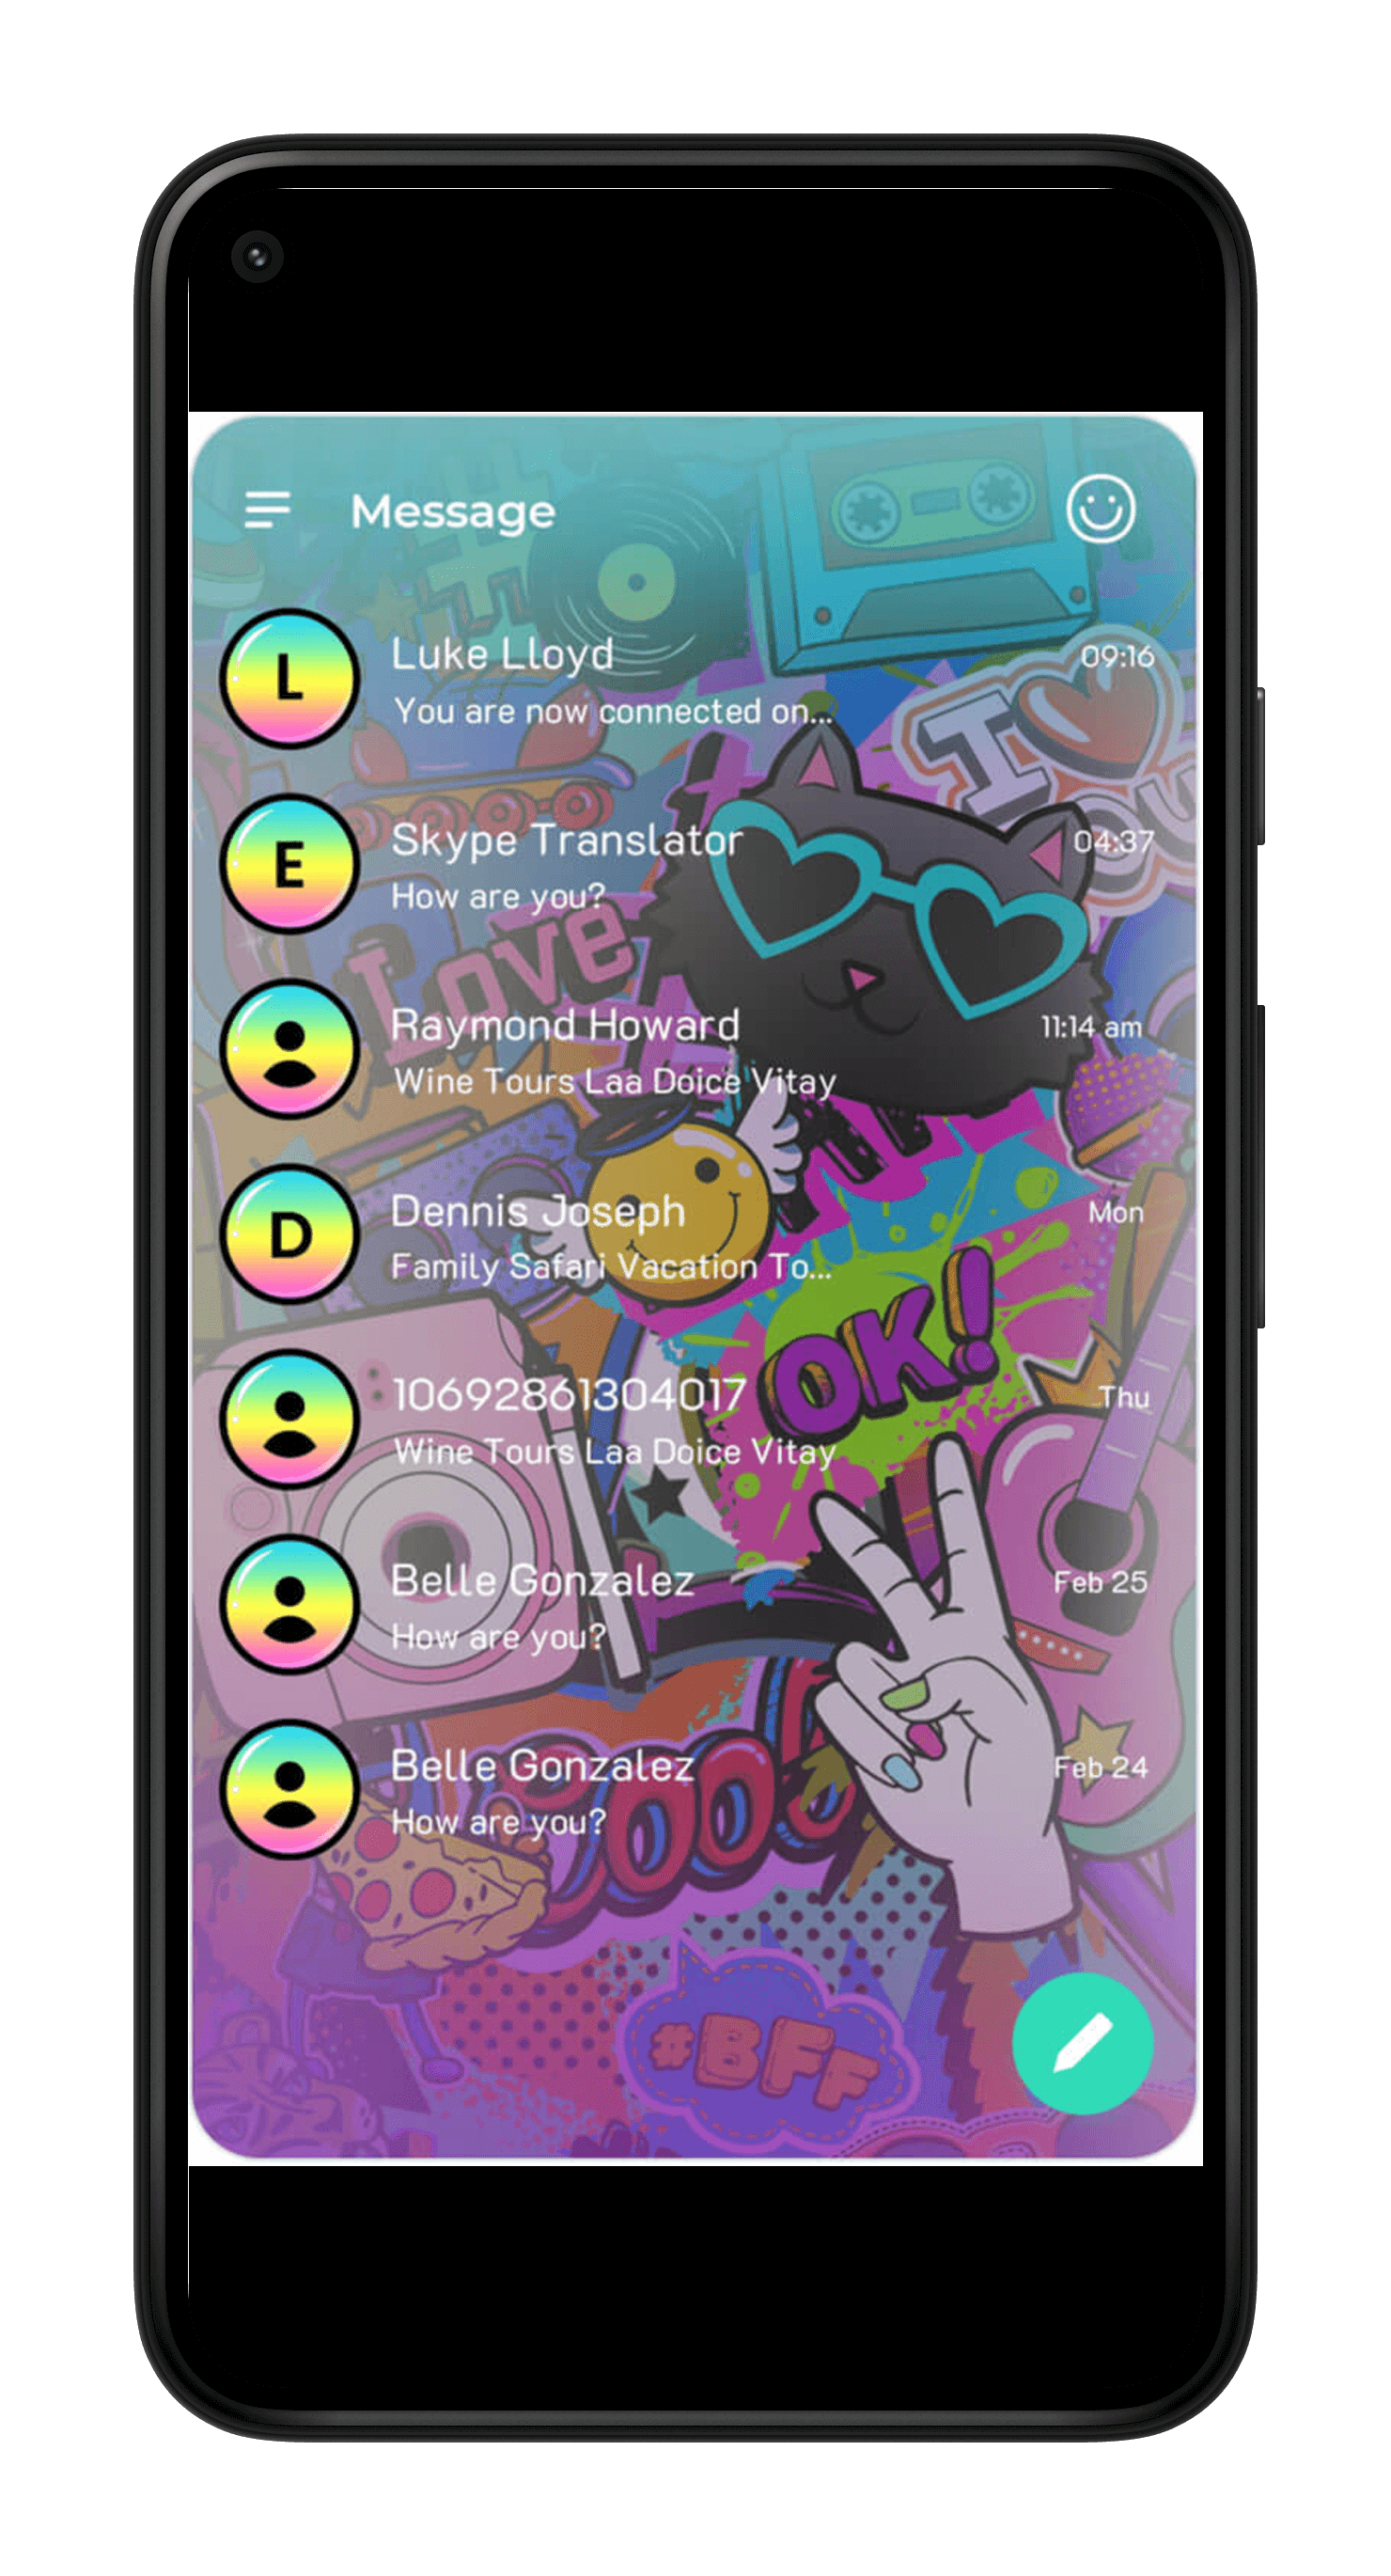 Message
L
Luke Lloyd
09:16
You are now connected on...
E
Skype Translator
04:37
How are you?
Raymond Howard
11:14 am
Wine Tours Laa Doice Vitay
D
Dennis Joseph
Mon
Family Safari Vacation To...
10692861304017
Thu
Wine Tours Laa Doice Vitay
Belle Gonzalez
Feb 25
How are you?
Belle Gonzalez
Feb 24
How are you?
I
Love
OK!
#BFF